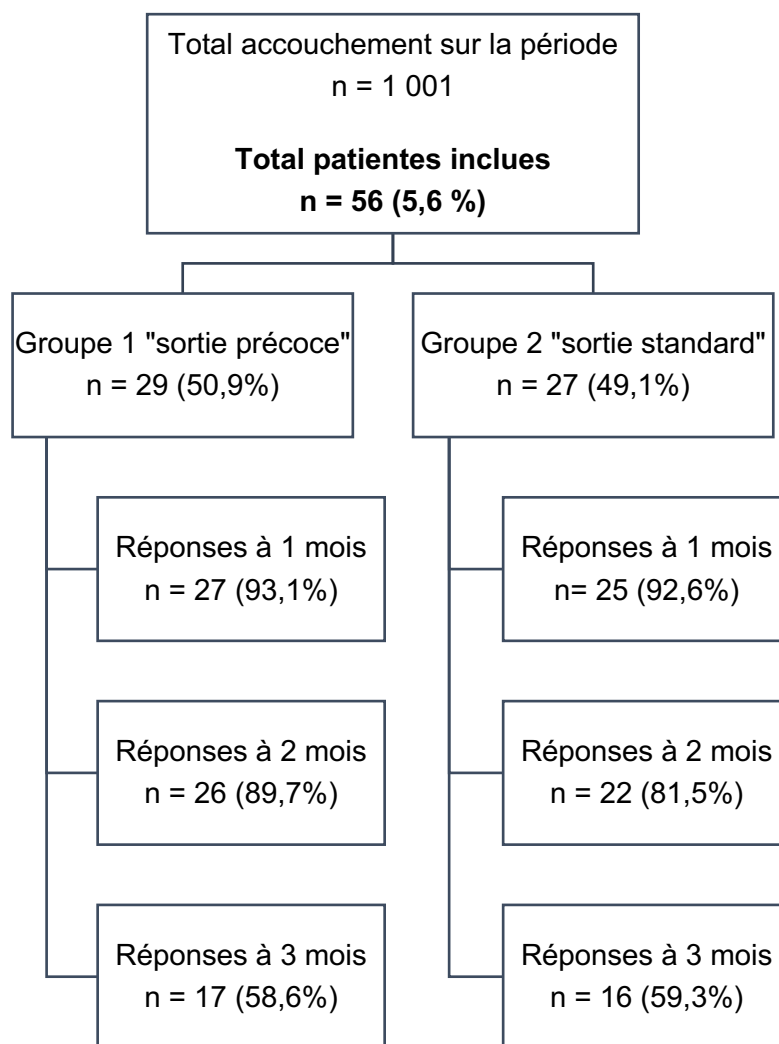 Total accouchement sur la période
n = 1 001
Total patientes inclues
n = 56 (5,6 %)
Groupe 1 "sortie précoce"
n = 29 (50,9%)
Groupe 2 "sortie standard"
n = 27 (49,1%)
Réponses à 1 mois
n = 27 (93,1%)
Réponses à 1 mois
n= 25 (92,6%)
Réponses à 2 mois
n = 26 (89,7%)
Réponses à 2 mois
n = 22 (81,5%)
Réponses à 3 mois
n = 17 (58,6%)
Réponses à 3 mois
n = 16 (59,3%)